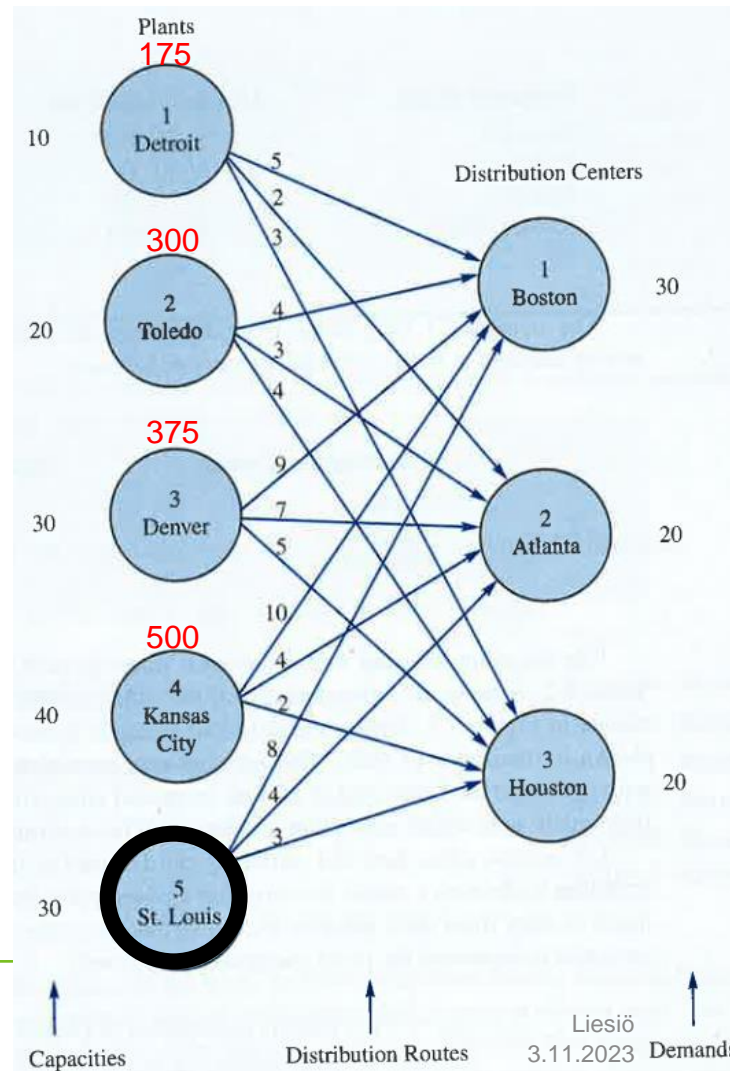 Plants
175
1
Detroit
10
5
2
3
Distribution Centers
300
2
Toledo
20
4
3
4
1
Boston
30
375
3
Denver
30
9
7
5
2
Atlanta
20
500
4
Kansas
City
40
10
4
2
3
Houston
20
8
4
3
5
St. Louis
30
Capacities
Distribution Routes
Liesiö
3.11.2023
Demands